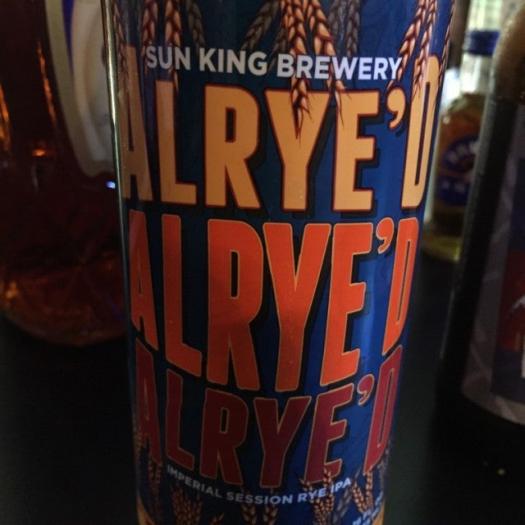 SUN KING BREWERY
ALRYE'D
ALRYE'D
ALRYE'D
IMPERIAL SESSION RYE IPA